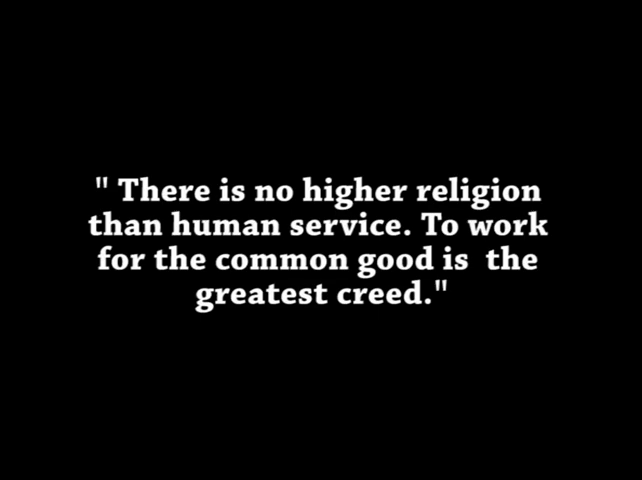 " There is no higher religion
than human service. To work
for the common good is  the
greatest creed."